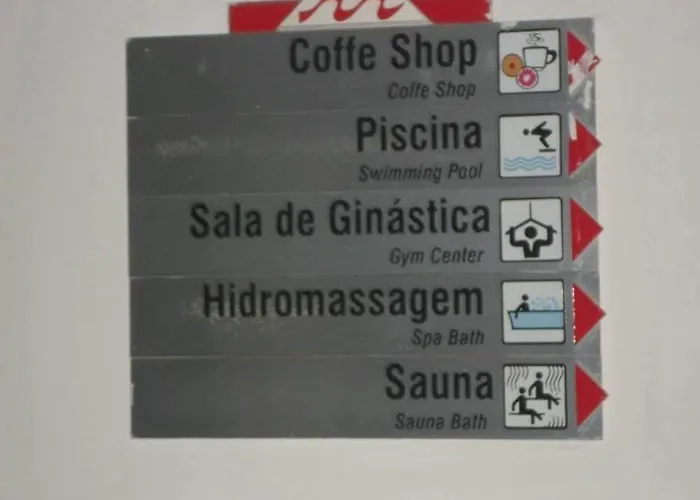 Coffe Shop
Coffe Shop
Piscina
Swimming Pool
Sala de Ginástica
Gym Center
Hidromassagem
Spa Bath
Sauna
Sauna Bath